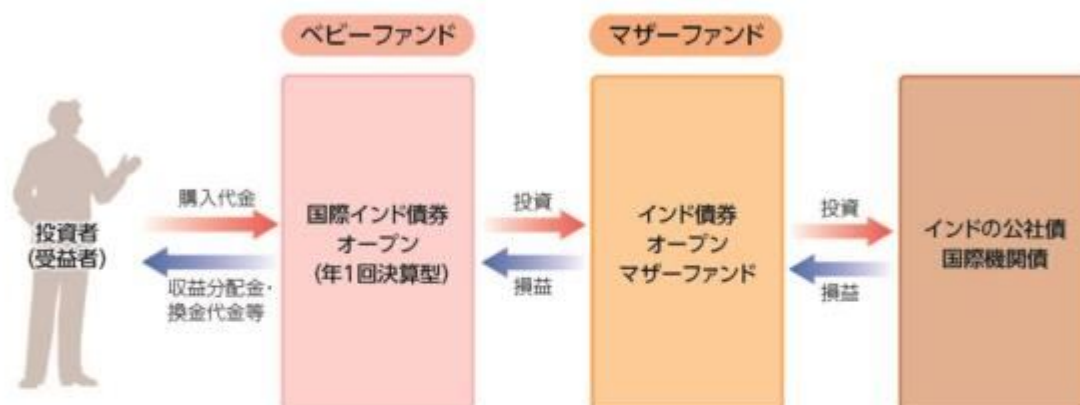 ベビーファンド
マザーファンド
投資者
(受益者)
購入代金
収益分配金・
換金代金等
国際インド債券
オープン
(年1回決算型)
投資
損益
インド債券
オープン
マザーファンド
投資
損益
インドの公社債
国際機関債